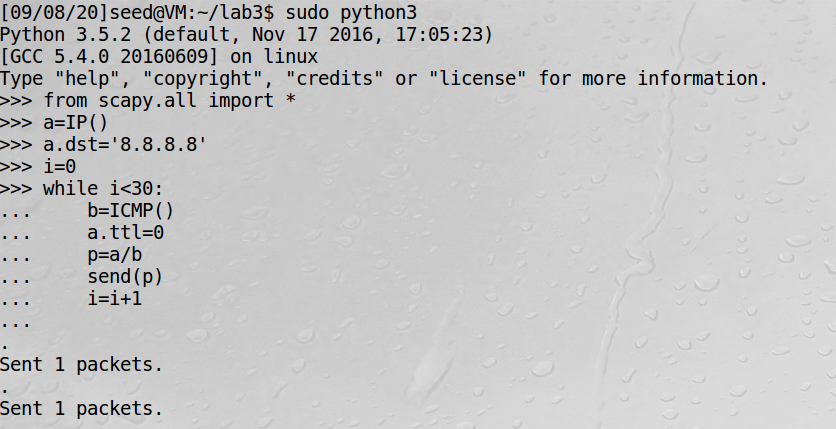 [09/08/20]seed@VM:~/lab3$ sudo python3
Python 3.5.2 (default, Nov 17 2016, 17:05:23)
[GCC 5.4.0 20160609] on linux
Type "help", "copyright", "credits" or "license" for more information.
>>> from scapy.all import *
>>> a=IP()
>>> a.dst='8.8.8.8'
>>> i=0
>>> while i<30:
...     b=ICMP()
...     a.ttl=0
...     p=a/b
...     send(p)
...     i=i+1
...
.
Sent 1 packets.
.
Sent 1 packets.